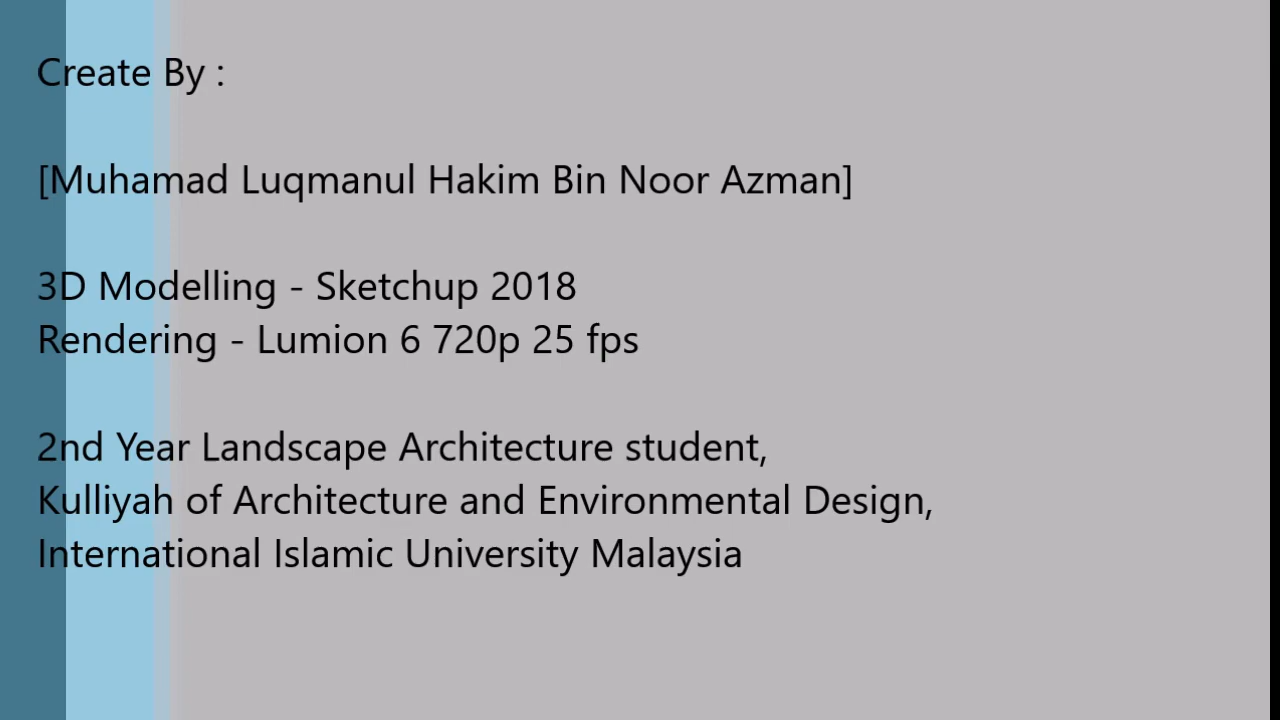 Create By :
[Muhamad Luqmanul Hakim Bin Noor Azman]
3D Modelling - Sketchup 2018
Rendering - Lumion 6 720p 25 fps
2nd Year Landscape Architecture student,
Kulliyah of Architecture and Environmental Design,
International Islamic University Malaysia